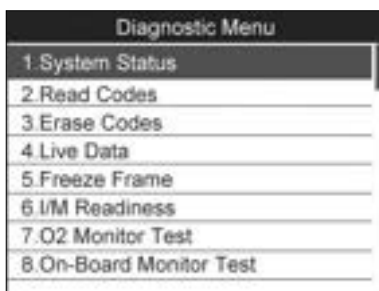 Diagnostic Menu
1.System Status
2.Read Codes
3.Erase Codes
4.Live Data
5.Freeze Frame
6.I/M Readiness
7.O2 Monitor Test
8.On-Board Monitor Test